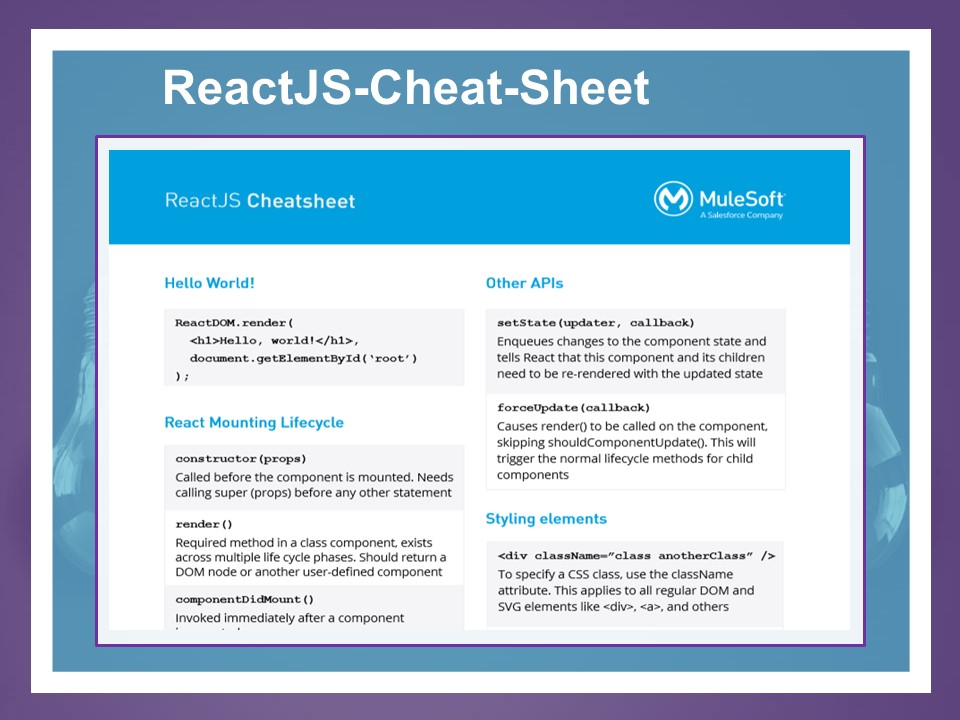 ReactJS-Cheat-Sheet
ReactJS Cheatsheet
MuleSoft
A Salesforce Company
Hello World!
ReactDOM.render(
<h1>Hello, world!</h1>,
document.getElementById(‘root’)
);
React Mounting Lifecycle
constructor(props)
Called before the component is mounted. Needs
calling super (props) before any other statement
render()
Required method in a class component, exists
across multiple life cycle phases. Should return a
DOM node or another user-defined component
componentDidMount()
Invoked immediately after a component
Other APIs
setState(updater, callback)
Enqueues changes to the component state and
tells React that this component and its children
need to be re-rendered with the updated state
forceUpdate(callback)
Causes render() to be called on the component,
skipping shouldComponentUpdate(). This will
trigger the normal lifecycle methods for child
components
Styling elements
<div className=”class anotherClass” />
To specify a CSS class, use the className
attribute. This applies to all regular DOM and
SVG elements like <div>, <a>, and others